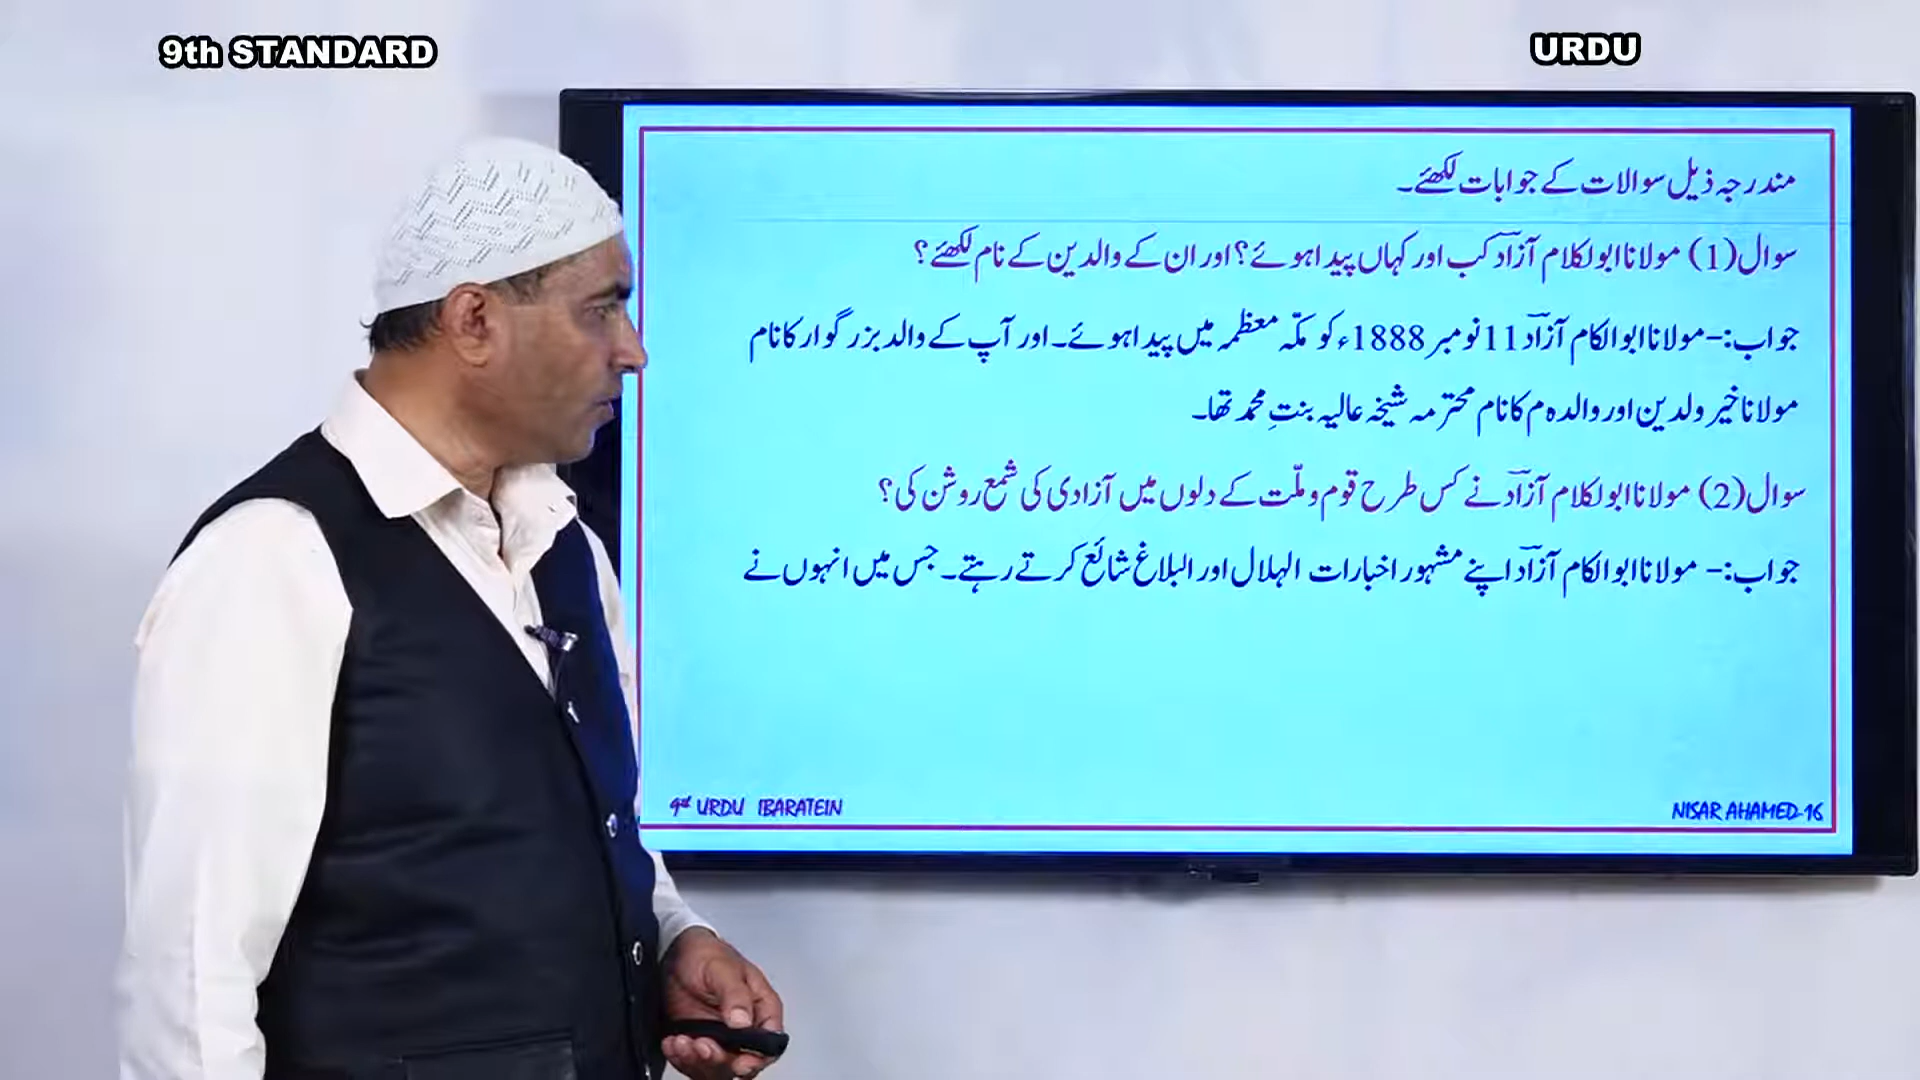 9th STANDARD
URDU
مندرجہ ذیل سوالات کے جوابات لکھئے۔
سوال(1) مولانا ابولکلام آزادؔ کب اور کہاں پیدا ہوئے؟ اور ان کے والدین کے نام لکھئے؟
جواب:- مولانا ابوالکام آزادؔ 11 نومبر 1888ء کو مکّہ معظمہ میں پیدا ہوئے۔ اور آپ کے والد بزرگوار کا نام
مولانا خیر ولدین اور والدہ م کا نام محترمہ شیخہ عالیہ بنتِ محمد تھا۔
سوال(2) مولانا ابولکلام آزادؔ نے کس طرح قوم و ملّت کے دلوں میں آزادی کی شمع روشن کی؟
جواب:- مولانا ابوالکام آزادؔ اپنے مشہور اخبارات الہلال اور البلاغ شائع کرتے رہتے۔ جس میں انہوں نے
9th URDU IBARATEIN
NISAR AHAMED-16